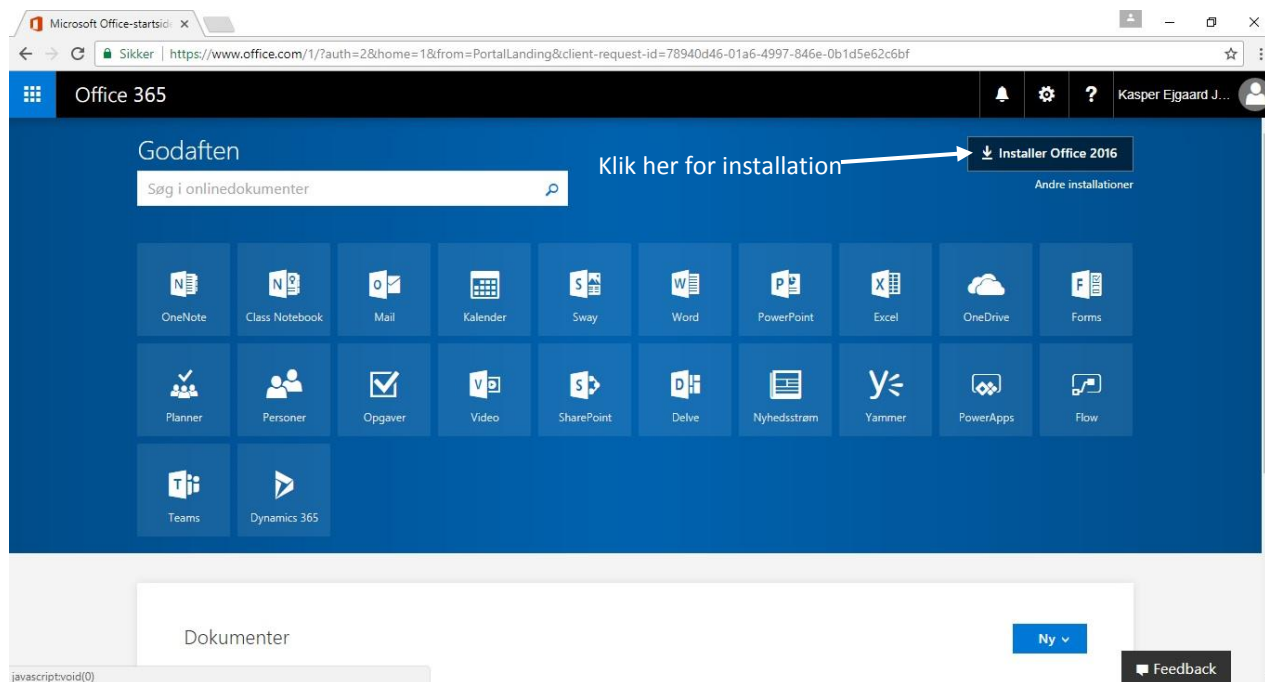 Microsoft Office-startsid
Sikker | https://www.office.com/1/?auth=2&home=1&from=PortalLanding&client-request-id=78940d46-01a6-4997-846e-0b1d5e62c6bf
Office 365
? Kasper Ejgaard J...
Godaften
Klik her for installation
Installer Office 2016
Søg i onlinedokumenter
Andre installationer
OneNote Class Notebook Mail Kalender Sway Word PowerPoint Excel OneDrive Forms
Planner Personer Opgaver Video SharePoint Delve Nyhedsstrøm Yammer PowerApps Flow
Teams Dynamics 365
Dokumenter
Ny
Feedback
javascript:void(0)